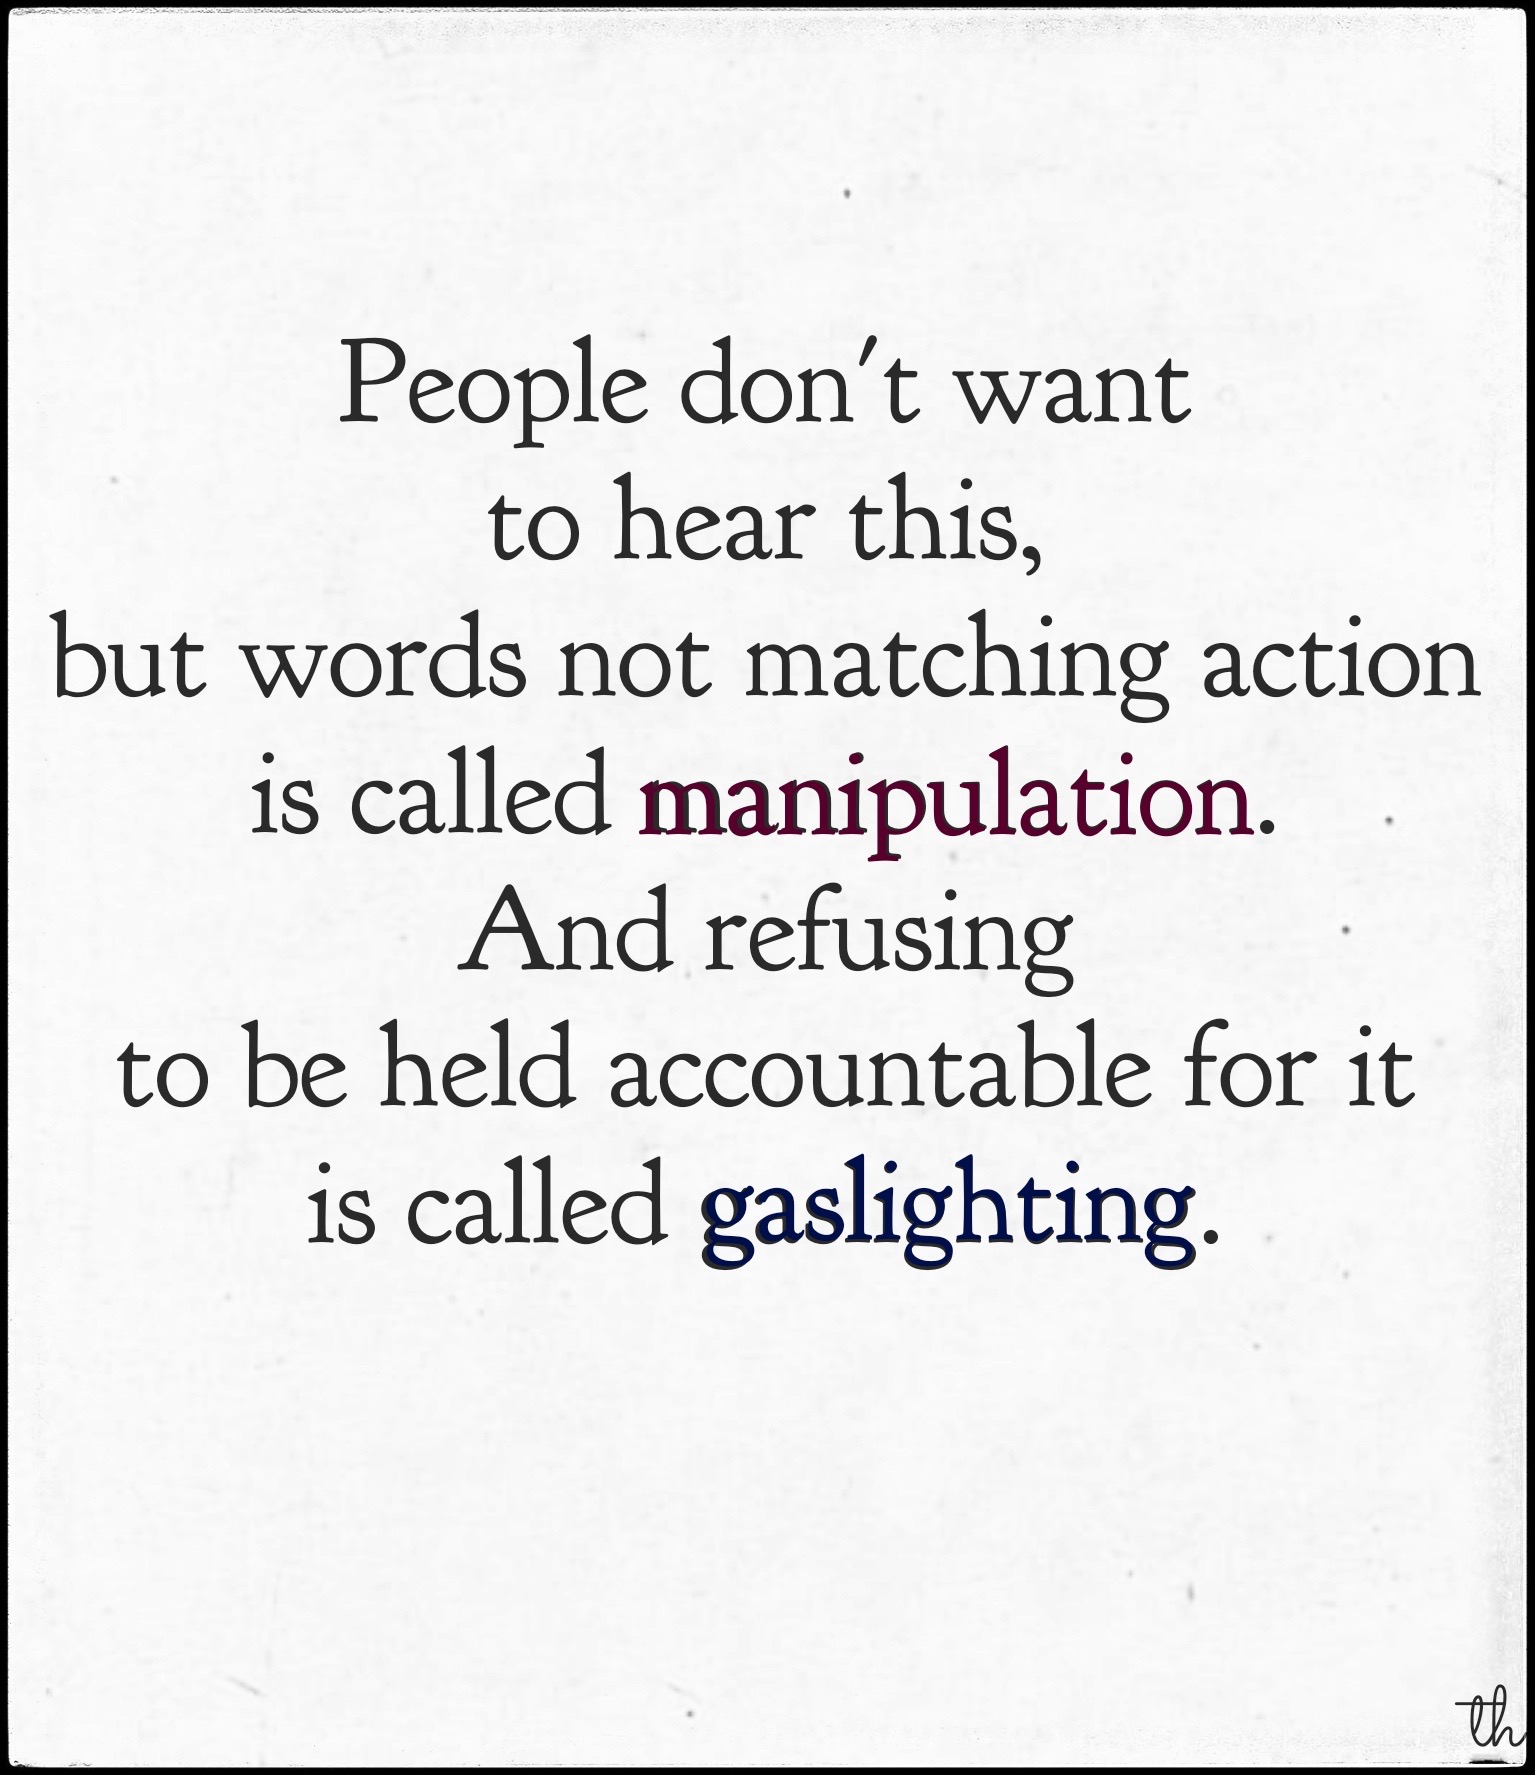 People don't want
to hear this,
but words not matching action
is called manipulation.
And refusing
to be held accountable for it
is called gaslighting.
th